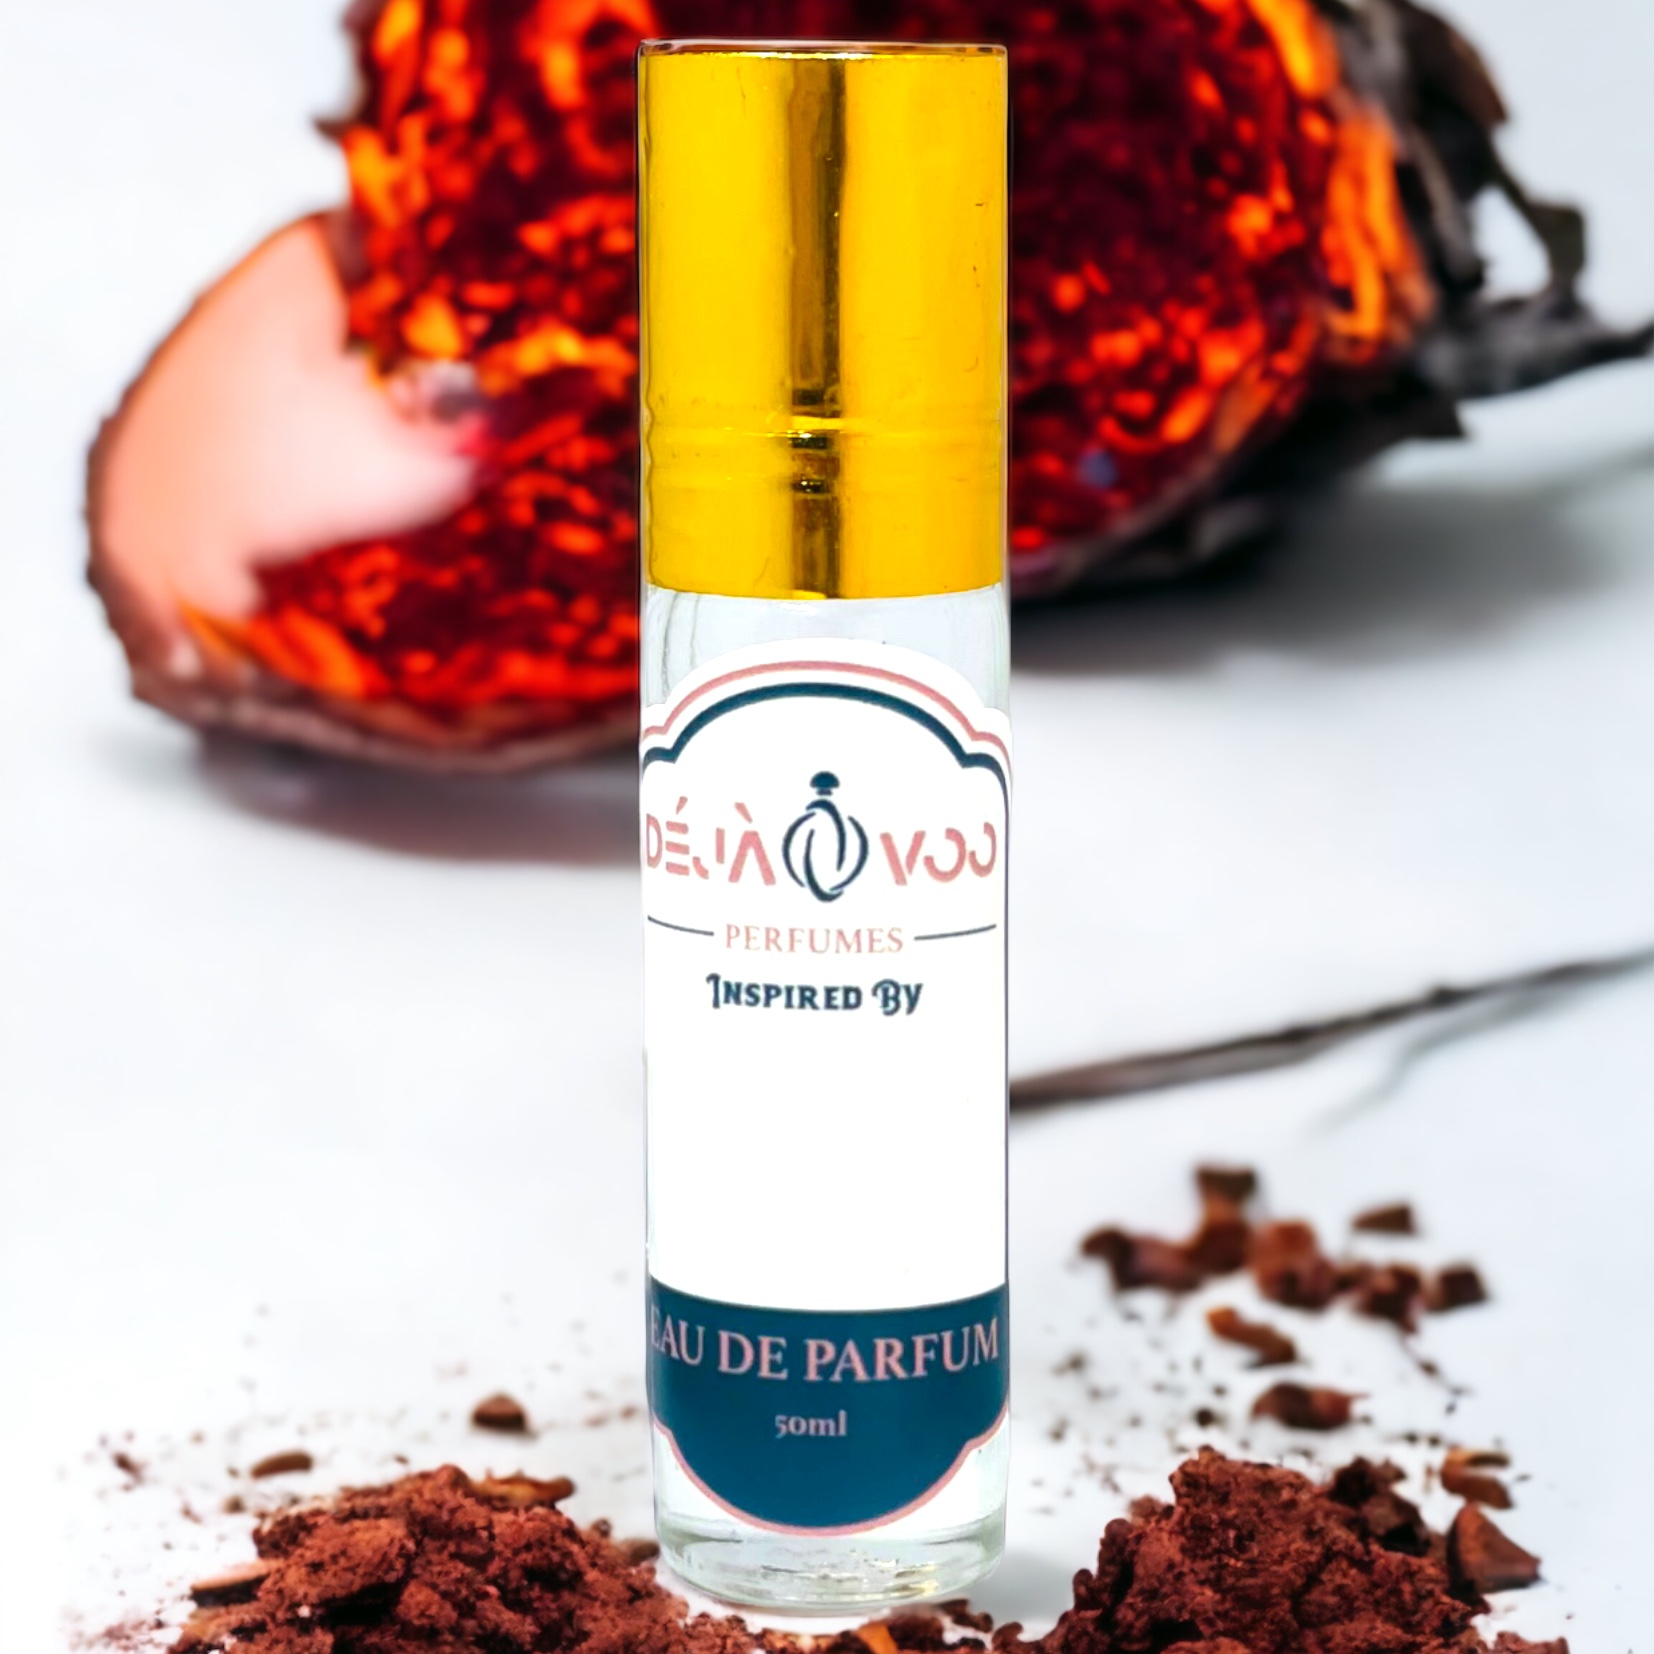 DÉJÀ VOO
PERFUMES
INSPIRED BY
EAU DE PARFUM
50ml